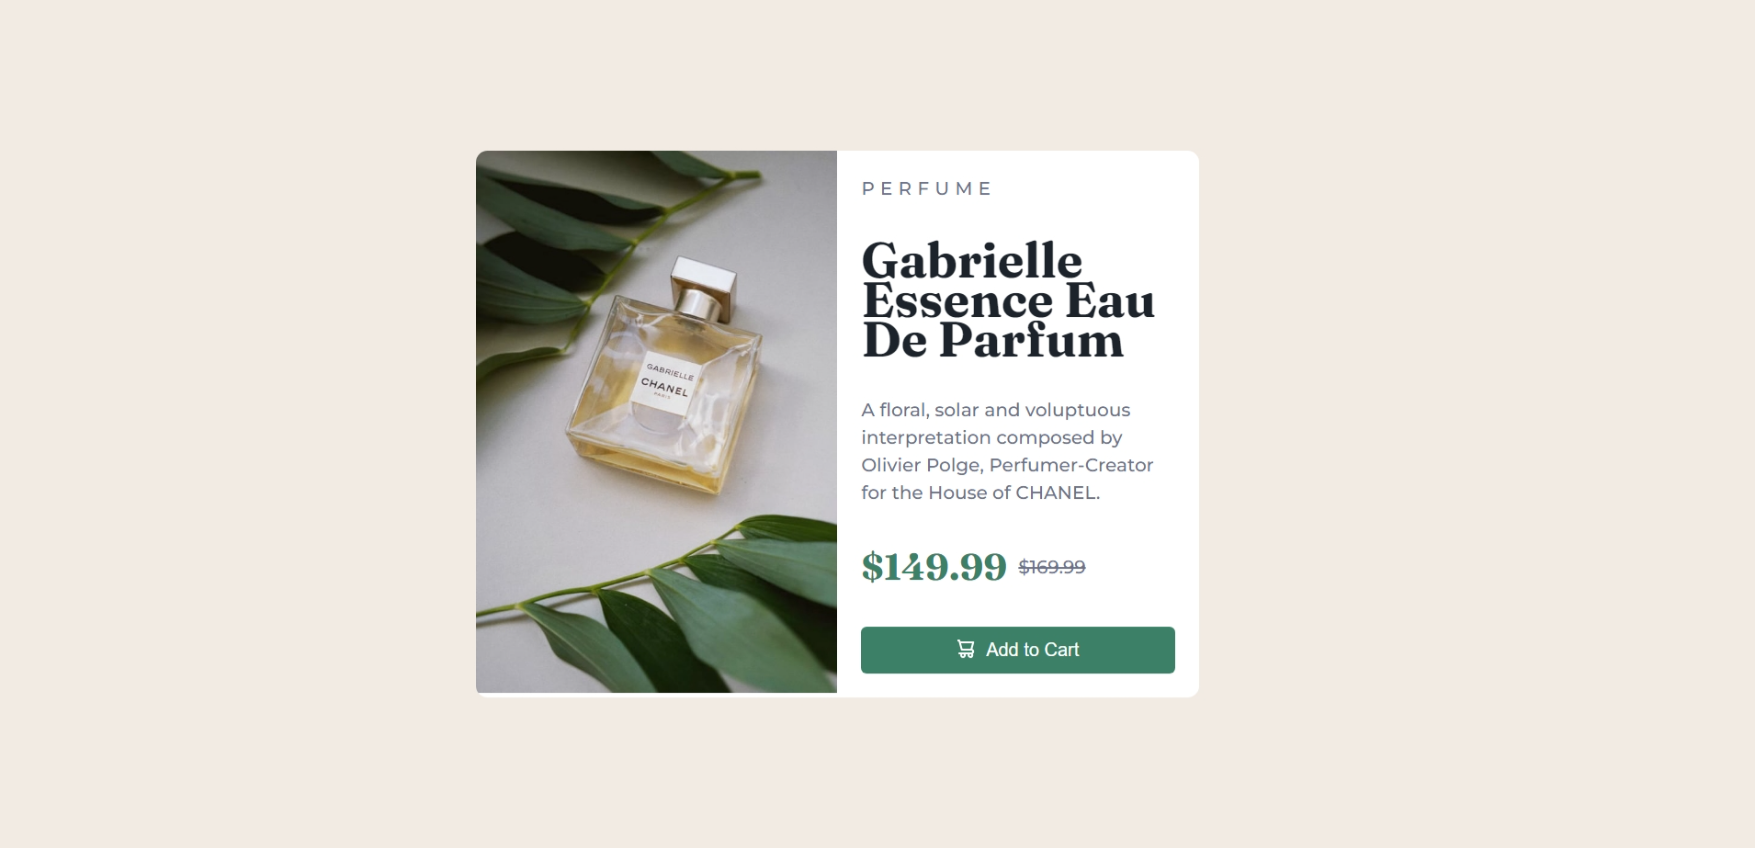 GABRIELLE
CHANEL
PARIS
PERFUME
Gabrielle
Essence Eau
De Parfum
A floral, solar and voluptuous
interpretation composed by
Olivier Polge, Perfumer-Creator
for the House of CHANEL.
$149.99 $169.99
Add to Cart